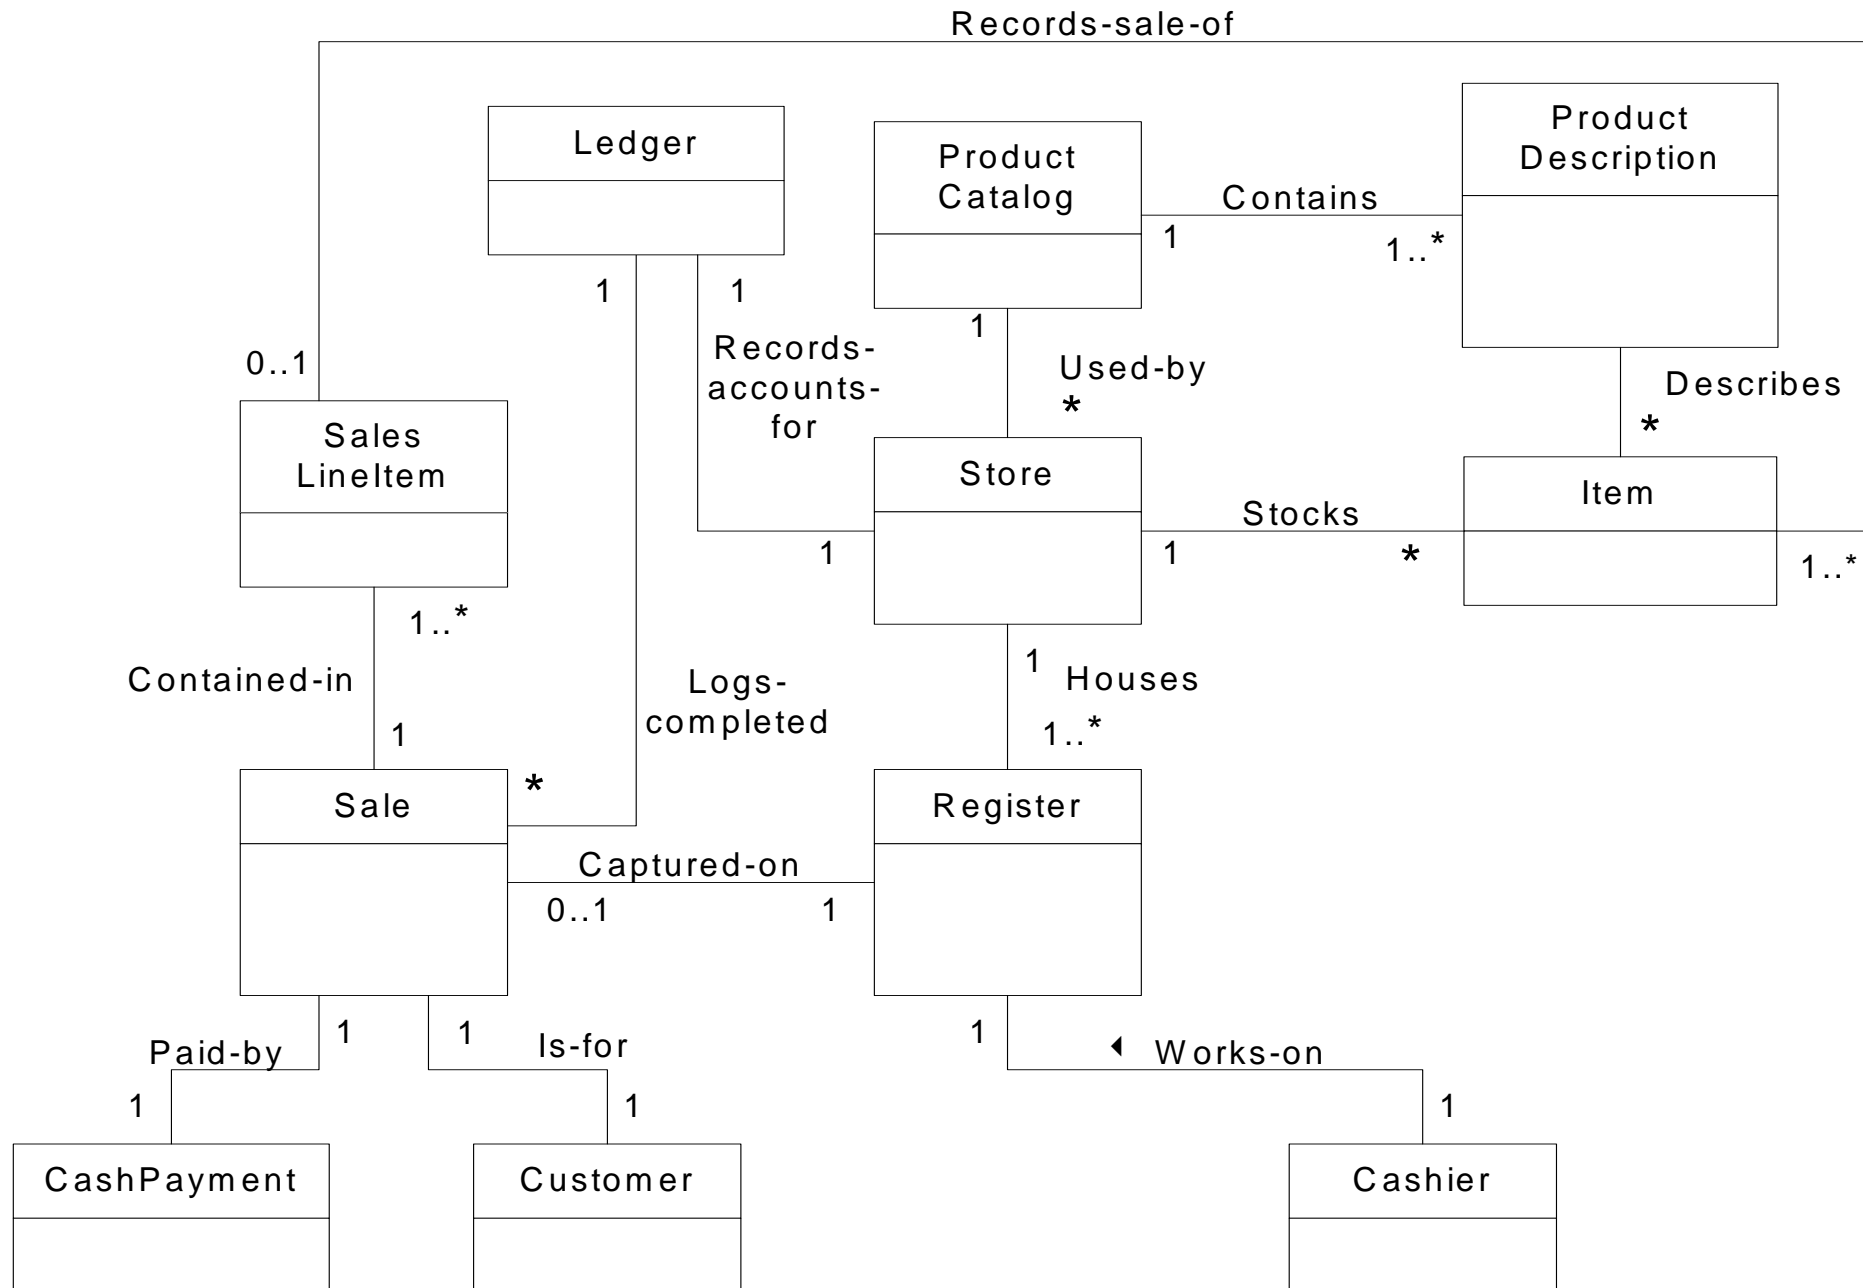 Records-sale-of
Ledger
Product
Catalog
Product
Description
Contains
1
1..*
1
1
1
Records-
accounts-
for
Used-by
*
Describes
*
0..1
Sales
LineItem
Store
Item
Stocks
1
1
*
1..*
1..*
Contained-in
1
Logs-
completed
1
Houses
1..*
*
Sale
Register
Captured-on
0..1
1
1
1
1
Paid-by
Is-for
Works-on
1
1
1
CashPayment
Customer
Cashier